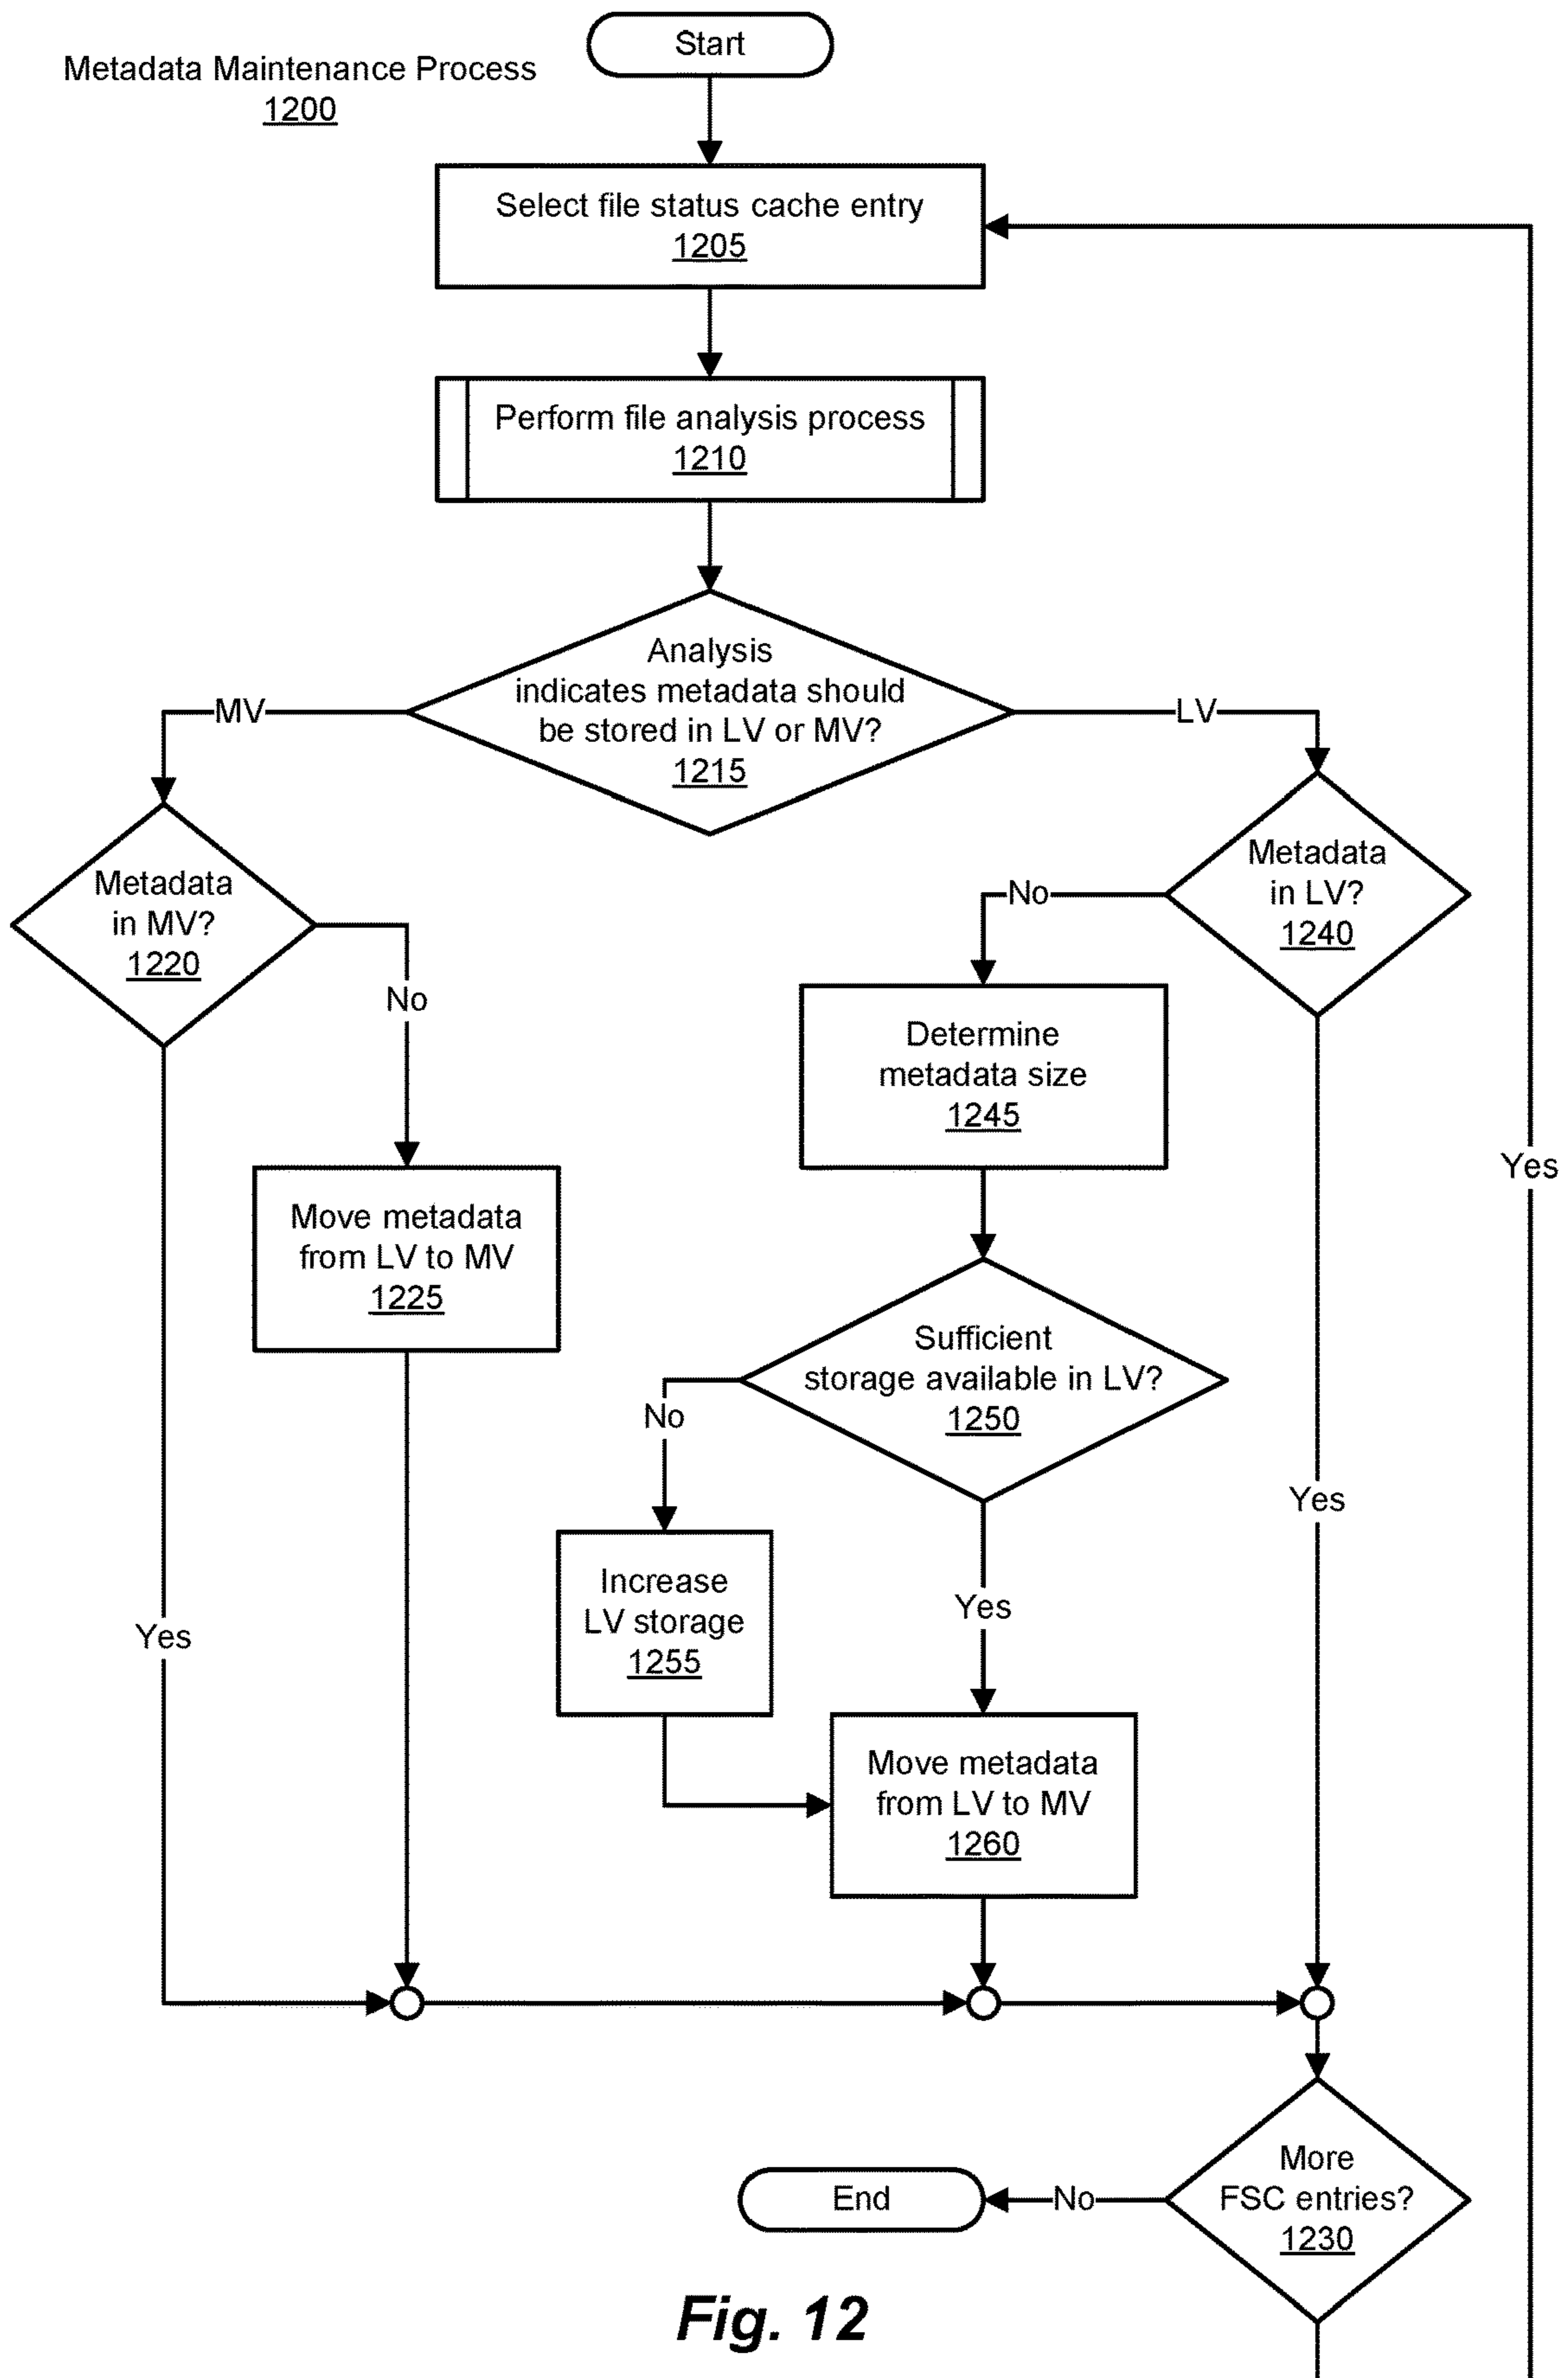 Start
Metadata Maintenance Process
1200
Select file status cache entry
1205
Perform file analysis process
1210
Analysis
indicates metadata should
be stored in LV or MV?
1215
MV
LV
Metadata
in MV?
1220
No
Yes
Move metadata
from LV to MV
1225
Metadata
in LV?
1240
No
Yes
Determine
metadata size
1245
Sufficient
storage available in LV?
1250
No
Yes
Increase
LV storage
1255
Move metadata
from LV to MV
1260
More
FSC entries?
1230
No
Yes
End
Fig. 12